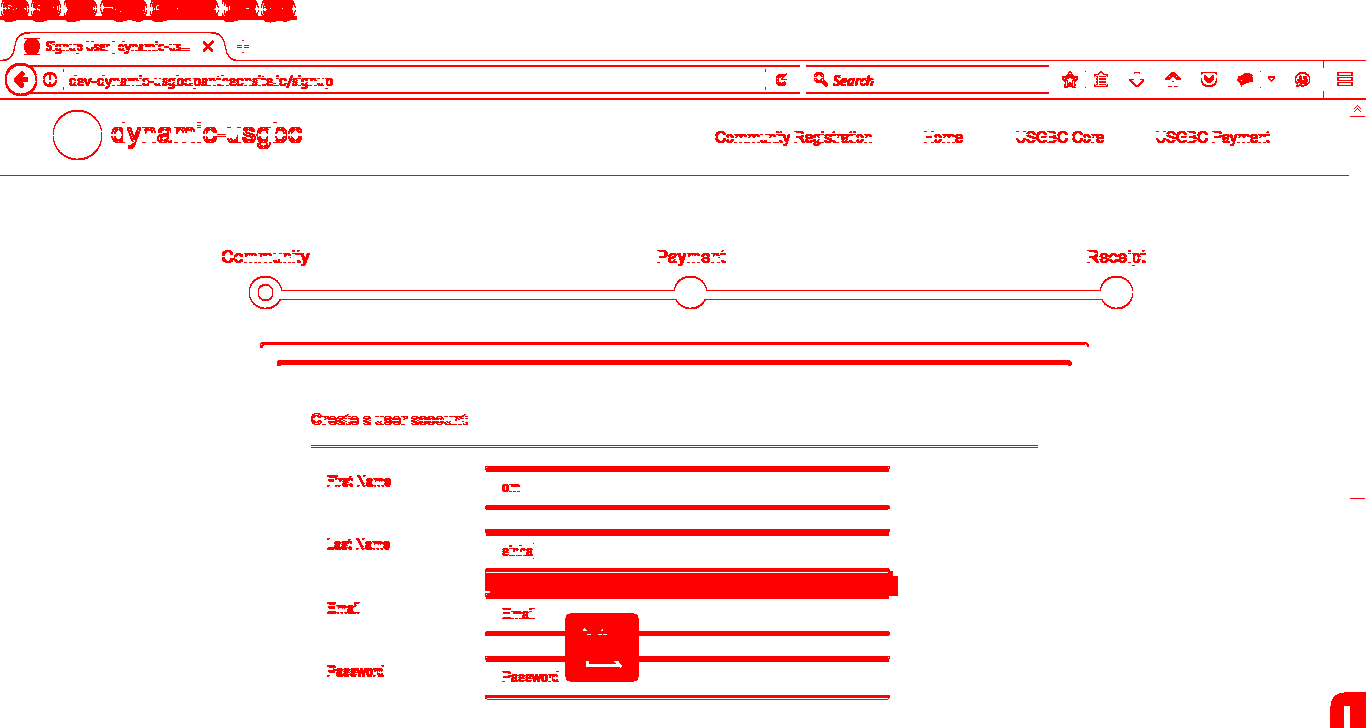 Signup User | dynamic-us...
dev-dynamic-usgbc.pantheonsite.io/signup
Search
dynamic-usgbc
Community Registration Home USGBC Core USGBC Payment
Community Payment Receipt
Create a user account
First Name
om
Last Name
Email
Email
Password
Password